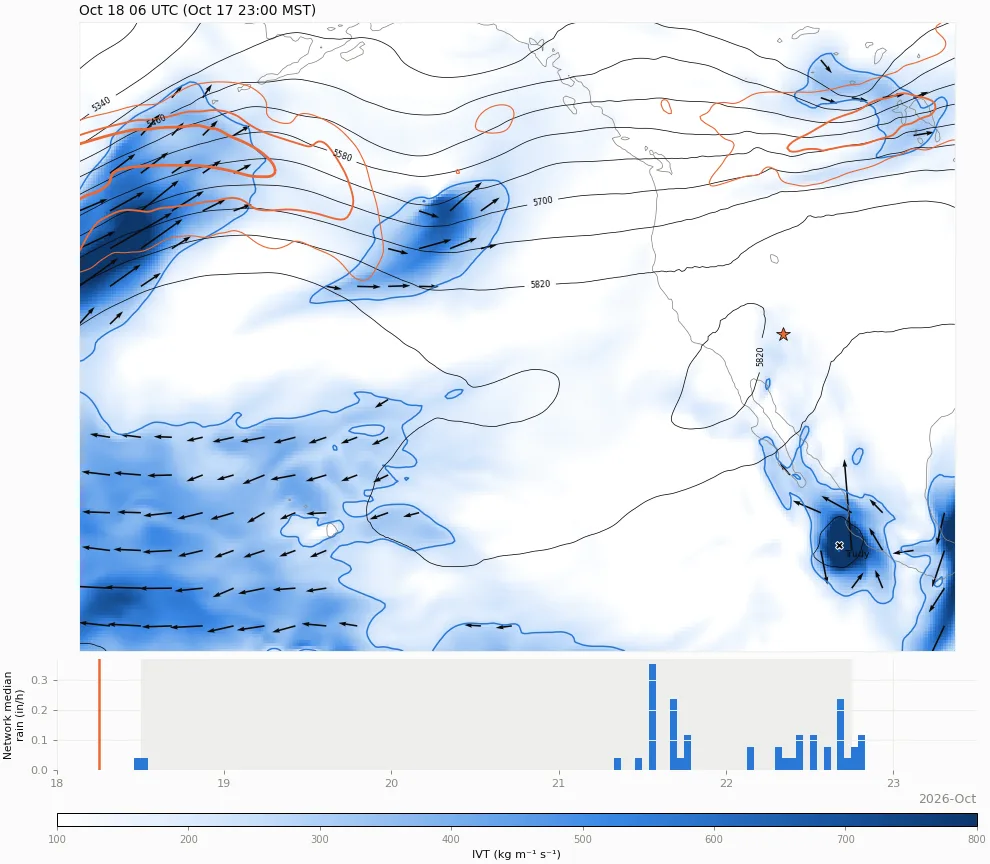 Oct 18 06 UTC (Oct 17 23:00 MST)
5340
5460
5580
5700
5820
5820
Network median
rain (in/h)
0.3
0.2
0.1
0.0
18 19 20 21 22 23
2026-Oct
100 200 300 400 500 600 700 800
IVT (kg m⁻¹ s⁻¹)